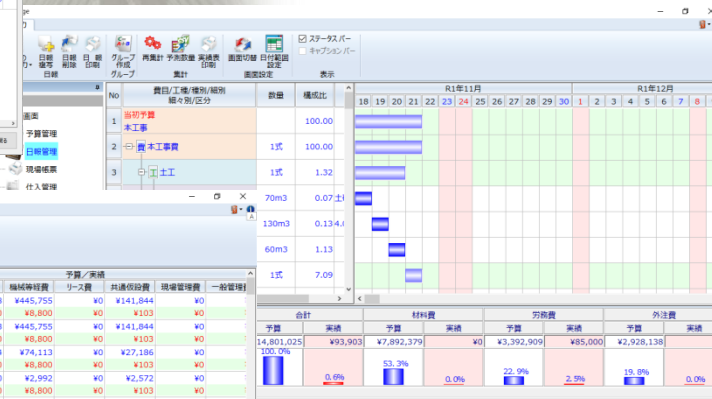 ステータス バー
キャプション バー
日報
複写
日報
削除
日 報
印刷
グループ
作成
再集計
予測数量
実績表
印刷
画面切替
日付範囲
設定
日報
グループ
集計
画面設定
表示
画面
予算管理
日報管理
現場帳票
仕入管理
No
費目/工種/種別/細別
細々別/区分
数量
構成比
R1年11月
R1年12月
18 19 20 21 22 23 24 25 26 27 28 29 30 1 2 3 4 5 6 7 8
1 当初予算
本工事
100.00
2 費 本工事費 1式 100.00
3 工 土工 1式 1.32
70m3 0.07
130m3 0.13
60m3 1.13
1式 7.09
予算/実績
機械等経費 リース費 共通仮設費 現場管理費 一般管理費
¥445,755 ¥0 ¥141,844 ¥0
¥8,800 ¥0 ¥103 ¥0
¥445,755 ¥0 ¥141,844 ¥0
¥8,800 ¥0 ¥103 ¥0
¥74,113 ¥0 ¥27,186 ¥0
¥8,800 ¥0 ¥103 ¥0
¥2,992 ¥0 ¥2,572 ¥0
¥8,800 ¥0 ¥103 ¥0
合計 材料費 労務費 外注費
予算 実績 予算 実績 予算 実績 予算 実績
14,801,025 ¥93,903 ¥7,892,379 ¥0 ¥3,392,909 ¥85,000 ¥2,928,138
100.0% 0.6% 53.3% 0.0% 22.9% 2.5% 19.8% 0.0%